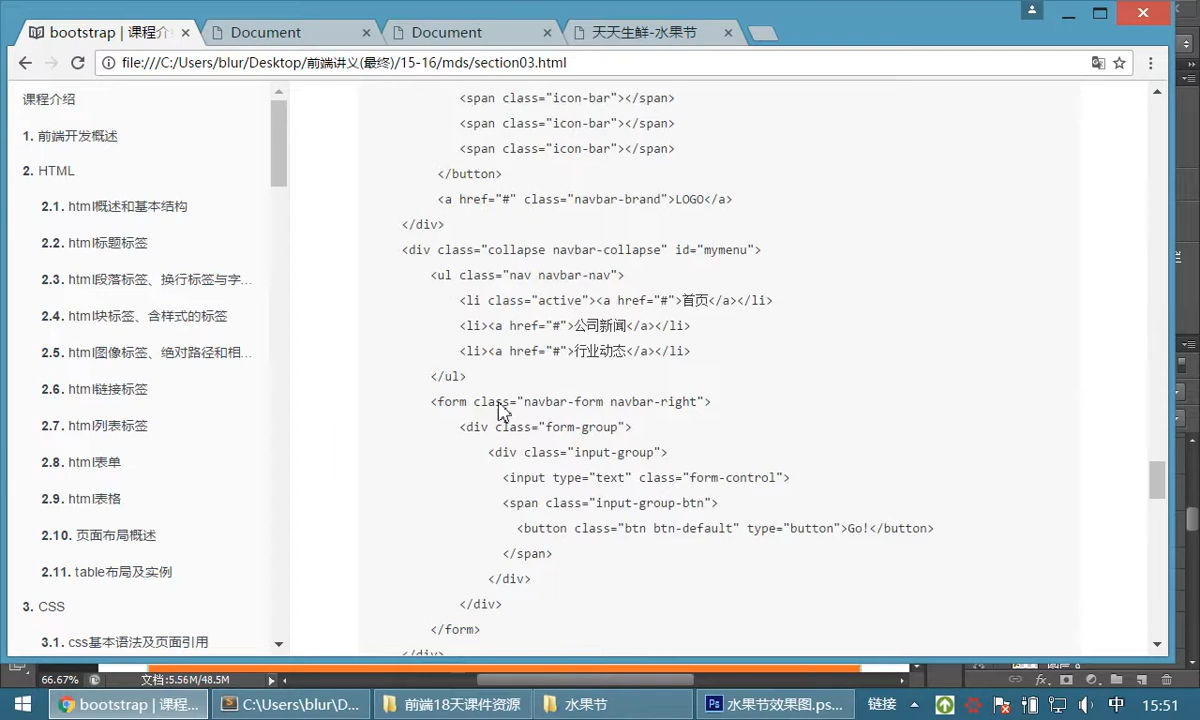 bootstrap | 课程介
Document
Document
天天生鲜-水果节
file:///C:/Users/blur/Desktop/前端讲义(最终)/15-16/mds/section03.html
课程介绍
1. 前端开发概述
2. HTML
2.1. html概述和基本结构
2.2. html标题标签
2.3. html段落标签、换行标签与字...
2.4. html块标签、含样式的标签
2.5. html图像标签、绝对路径和相...
2.6. html链接标签
2.7. html列表标签
2.8. html表单
2.9. html表格
2.10. 页面布局概述
2.11. table布局及实例
3. CSS
3.1. css基本语法及页面引用
<span class="icon-bar"></span>
<span class="icon-bar"></span>
<span class="icon-bar"></span>
</button>
<a href="#" class="navbar-brand">LOGO</a>
</div>
<div class="collapse navbar-collapse" id="mymenu">
<ul class="nav navbar-nav">
<li class="active"><a href="#">首页</a></li>
<li><a href="#">公司新闻</a></li>
<li><a href="#">行业动态</a></li>
</ul>
<form class="navbar-form navbar-right">
<div class="form-group">
<div class="input-group">
<input type="text" class="form-control">
<span class="input-group-btn">
<button class="btn btn-default" type="button">Go!</button>
</span>
</div>
</div>
</form>
</div>
66.67% 文档:5.56M/48.5M
bootstrap | 课程...
C:\Users\blur\D...
前端18天课件资源
水果节
水果节效果图.ps...
链接
中
15:51